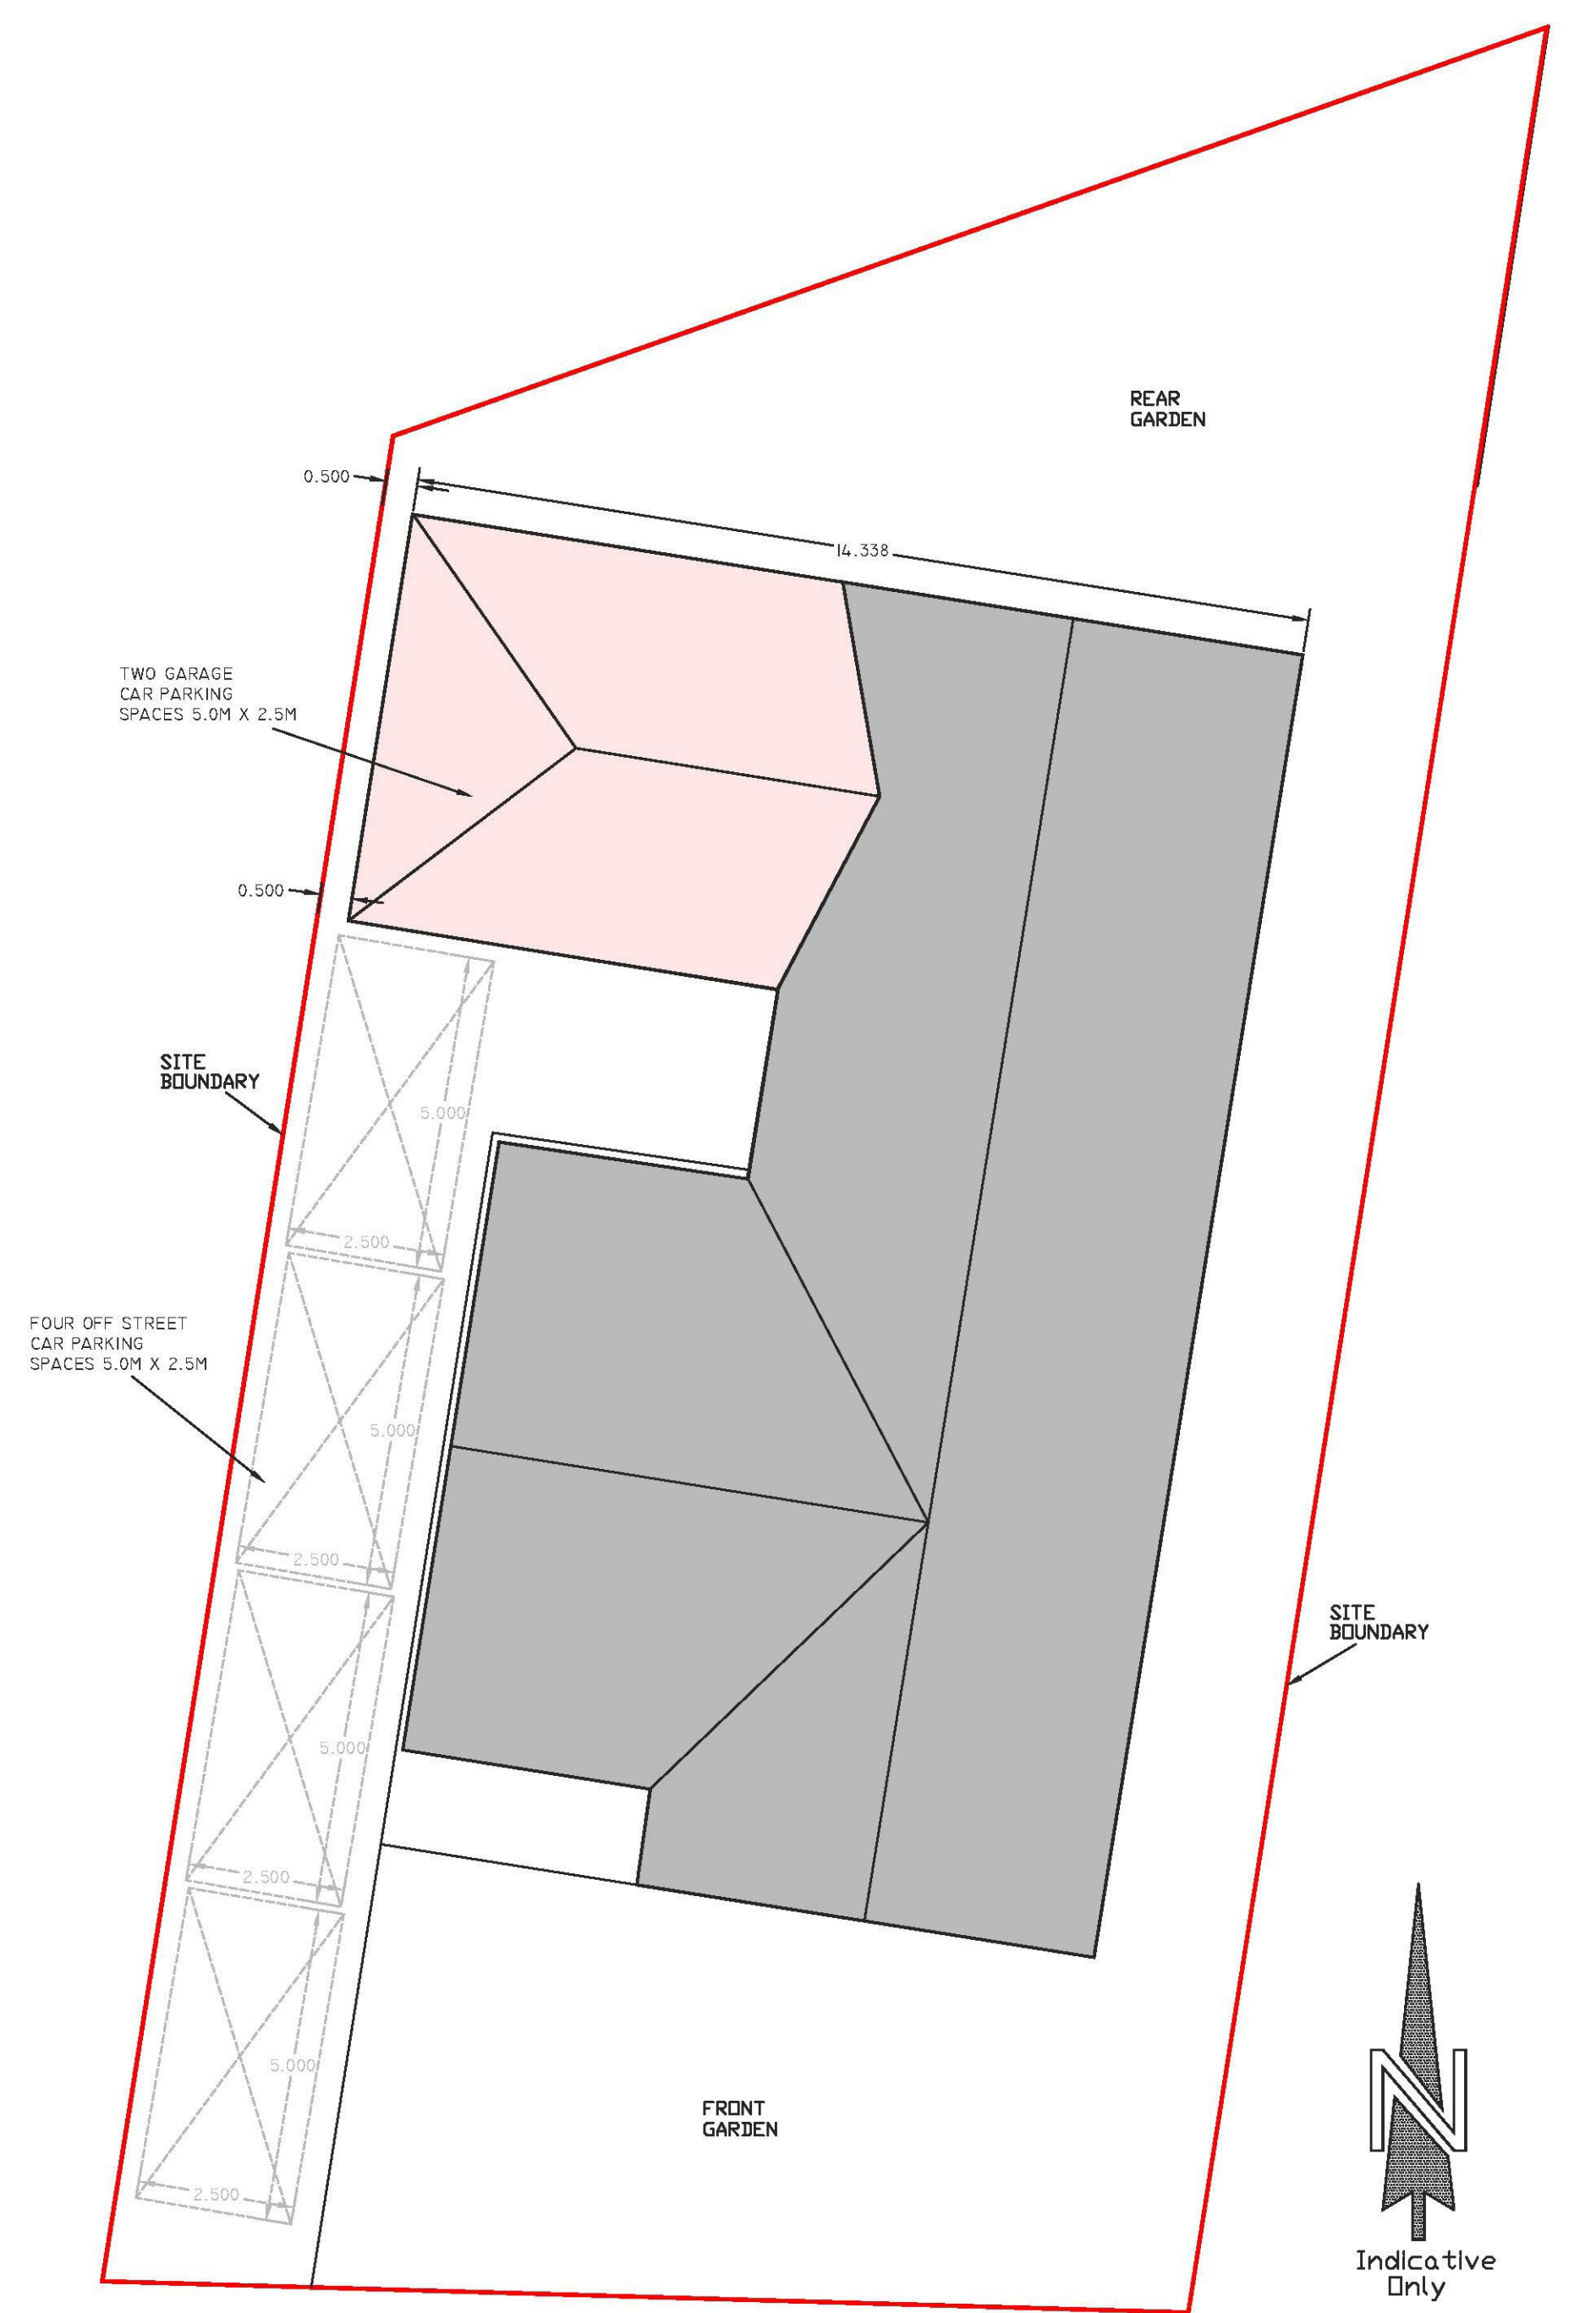 REAR
GARDEN
0.500
14.338
TWO GARAGE
CAR PARKING
SPACES 5.0M X 2.5M
0.500
SITE
BOUNDARY
5.000
2.500
FOUR OFF STREET
CAR PARKING
SPACES 5.0M X 2.5M
5.000
2.500
SITE
BOUNDARY
5.000
2.500
5.000
2.500
FRONT
GARDEN
N
Indicative
Only